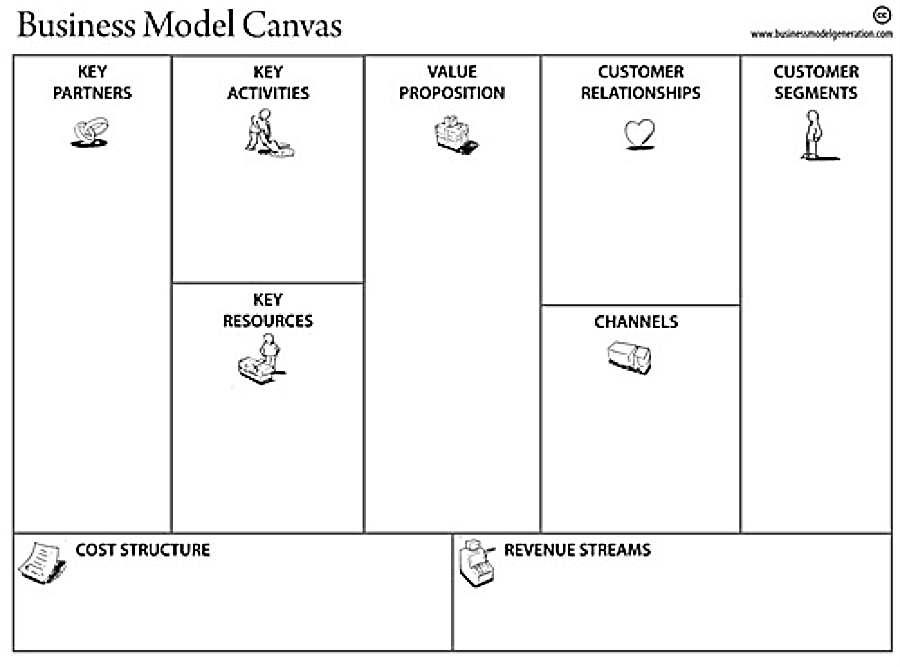 Business Model Canvas
cc
www.businessmodelgeneration.com
KEY
PARTNERS
KEY
ACTIVITIES
VALUE
PROPOSITION
CUSTOMER
RELATIONSHIPS
CUSTOMER
SEGMENTS
KEY
RESOURCES
CHANNELS
COST STRUCTURE
REVENUE STREAMS